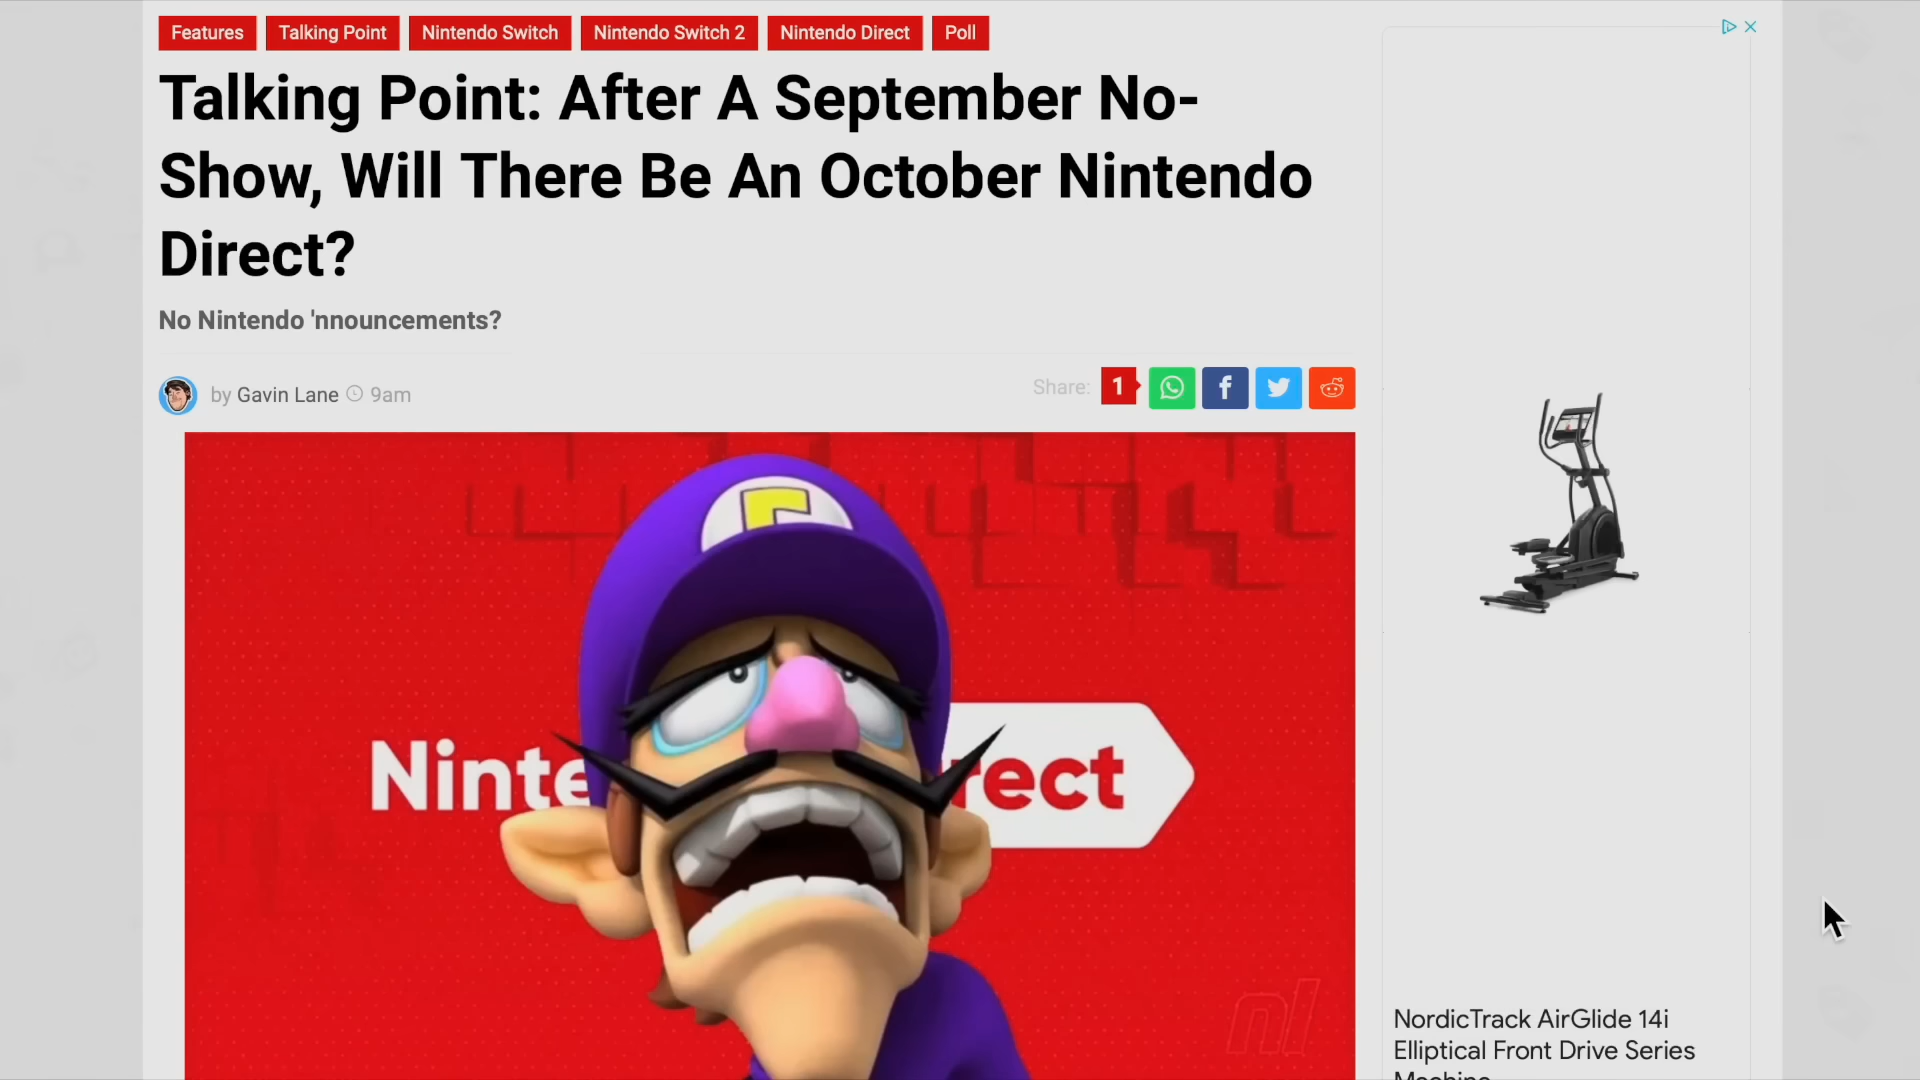 Features Talking Point Nintendo Switch Nintendo Switch 2 Nintendo Direct Poll
Talking Point: After A September No-
Show, Will There Be An October Nintendo
Direct?
No Nintendo 'nnouncements?
by Gavin Lane 9am
Share: 1
Ninte rect
nl
NordicTrack AirGlide 14i
Elliptical Front Drive Series
Machine